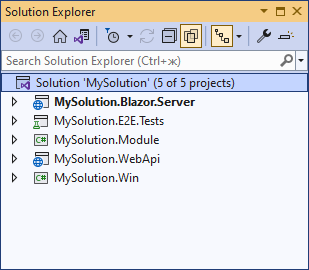 Solution Explorer
Search Solution Explorer (Ctrl+ж)
Solution 'MySolution' (5 of 5 projects)
MySolution.Blazor.Server
MySolution.E2E.Tests
C# MySolution.Module
MySolution.WebApi
C# MySolution.Win